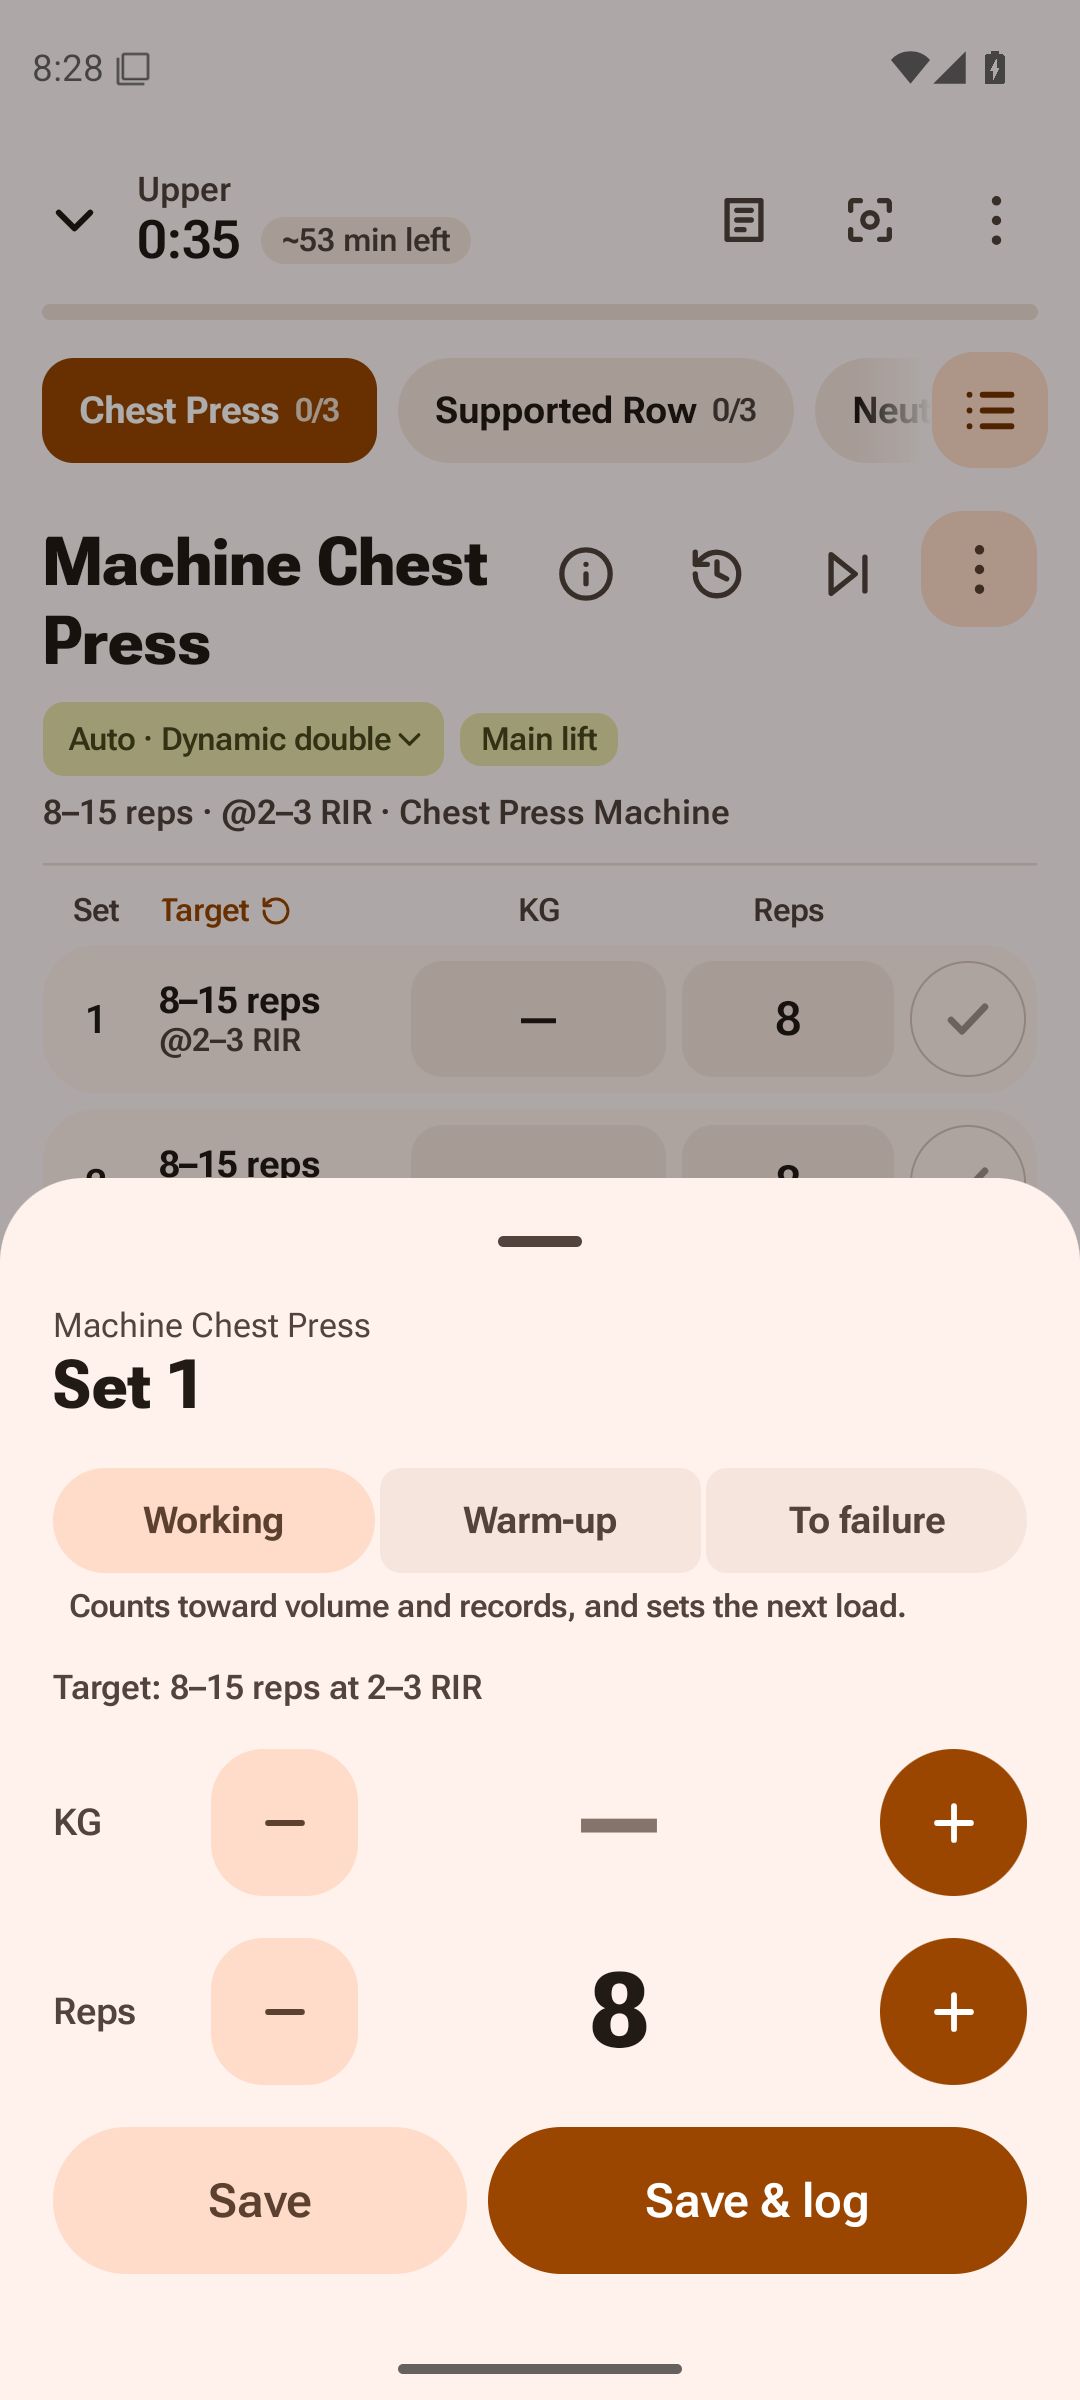 8:28
Upper
0:35 ~53 min left
Chest Press 0/3 Supported Row 0/3 Neut
Machine Chest
Press
Auto · Dynamic double Main lift
8–15 reps · @2–3 RIR · Chest Press Machine
Set Target KG Reps
1 8–15 reps — 8
@2–3 RIR
8–15 reps 8
Machine Chest Press
Set 1
Working Warm-up To failure
Counts toward volume and records, and sets the next load.
Target: 8–15 reps at 2–3 RIR
KG — — +
Reps — 8 +
Save Save & log